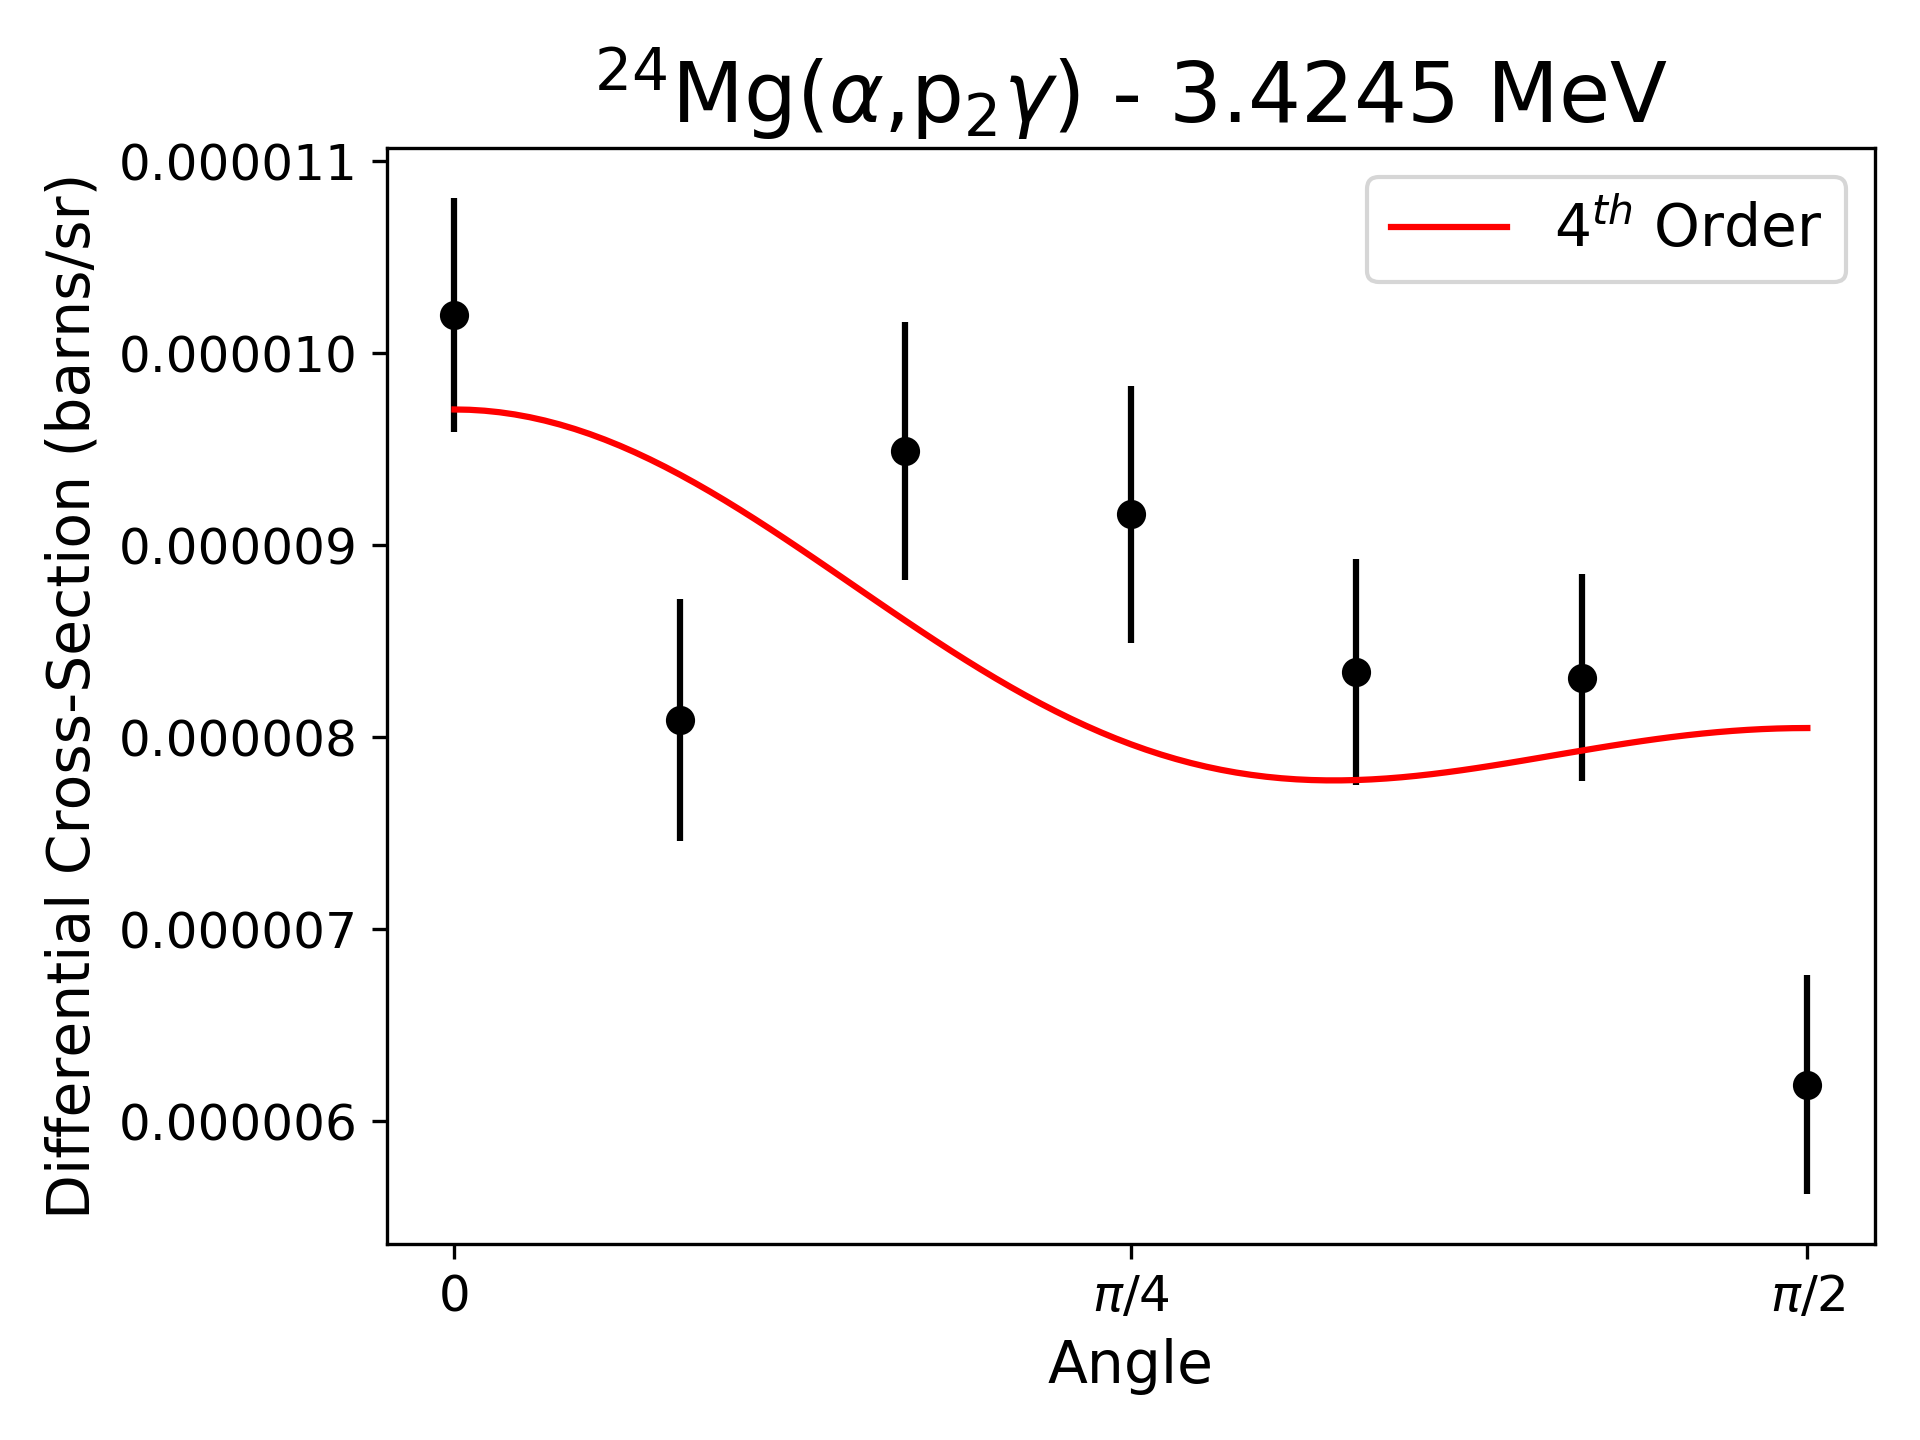 ²⁴Mg(α,p₂γ) - 3.4245 MeV
Differential Cross-Section (barns/sr)
0.000011
0.000010
0.000009
0.000008
0.000007
0.000006
4ᵗʰ Order
0 π/4 π/2
Angle